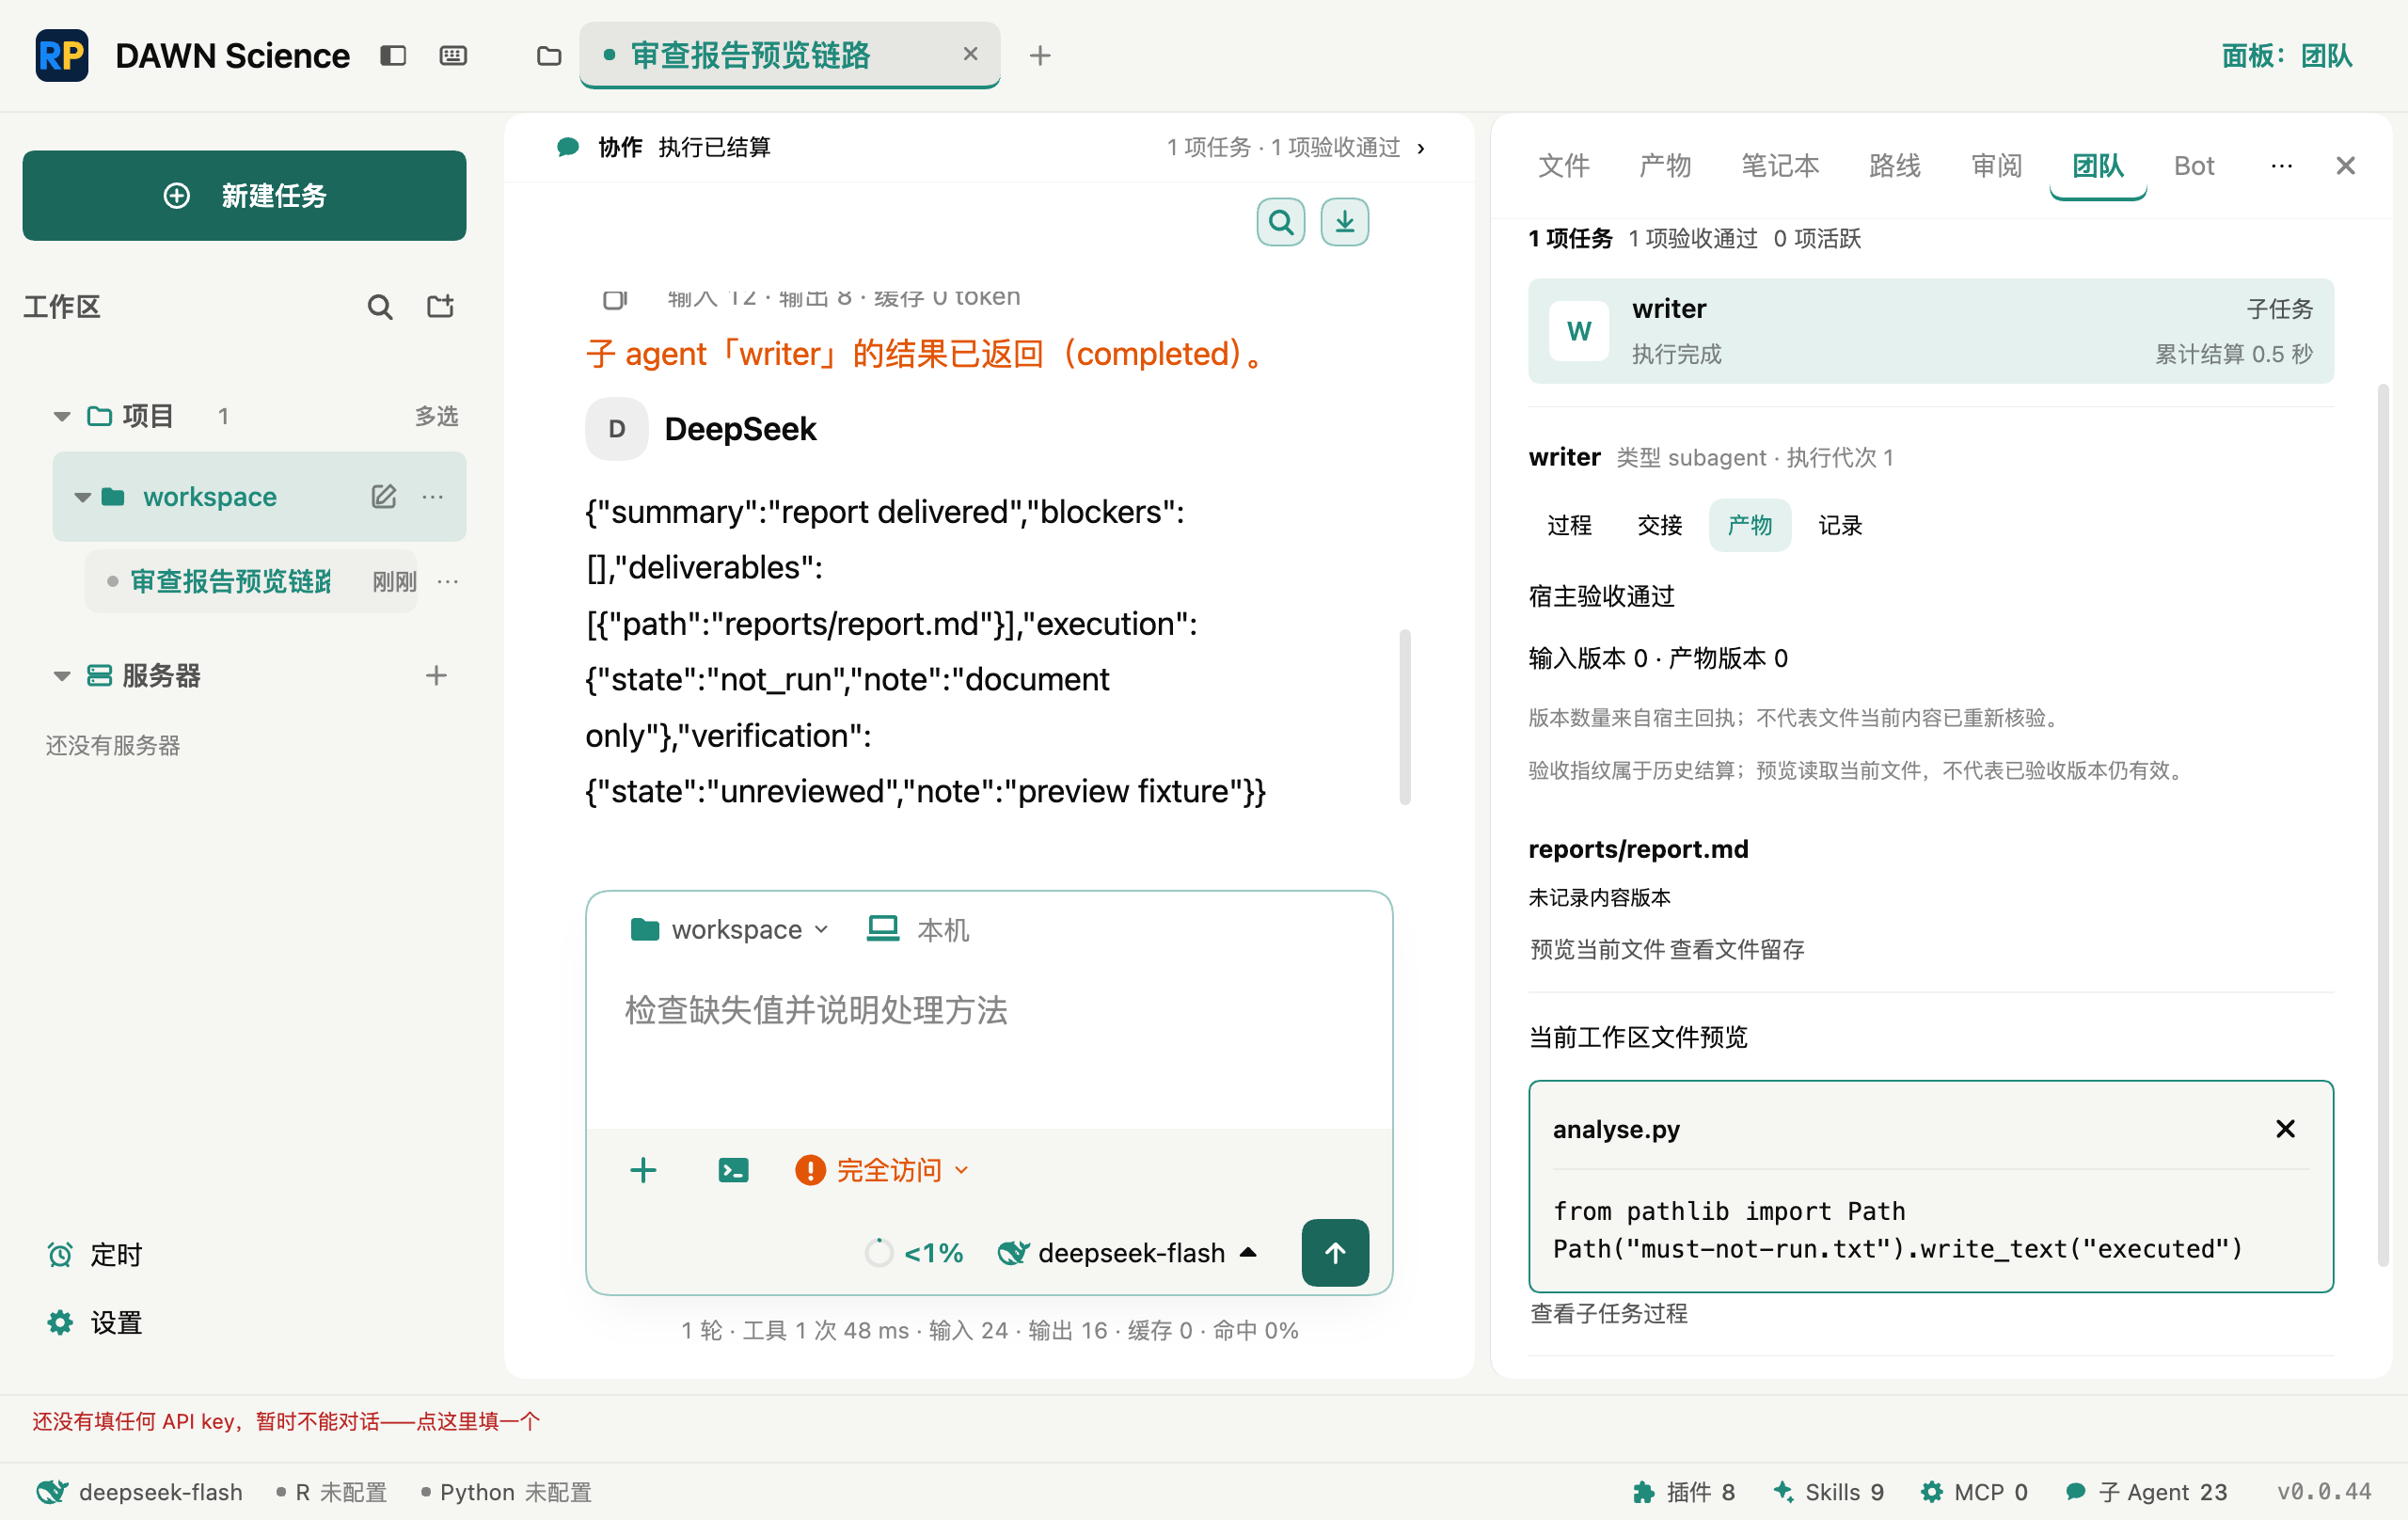 RP DAWN Science
审查报告预览链路
面板：团队
新建任务
工作区
项目 1 多选
workspace
审查报告预览链路 刚刚
服务器
还没有服务器
定时
设置
协作 执行已结算 1 项任务 · 1 项验收通过
输入 12 · 输出 8 · 缓存 0 token
子 agent「writer」的结果已返回（completed）。
D DeepSeek
{"summary":"report delivered","blockers":
[],"deliverables":
[{"path":"reports/report.md"}],"execution":
{"state":"not_run","note":"document
only"},"verification":
{"state":"unreviewed","note":"preview fixture"}}
workspace 本机
检查缺失值并说明处理方法
完全访问
<1% deepseek-flash
1 轮 · 工具 1 次 48 ms · 输入 24 · 输出 16 · 缓存 0 · 命中 0%
文件 产物 笔记本 路线 审阅 团队 Bot
1 项任务 1 项验收通过 0 项活跃
W writer 子任务
执行完成 累计结算 0.5 秒
writer 类型 subagent · 执行代次 1
过程 交接 产物 记录
宿主验收通过
输入版本 0 · 产物版本 0
版本数量来自宿主回执；不代表文件当前内容已重新核验。
验收指纹属于历史结算；预览读取当前文件，不代表已验收版本仍有效。
reports/report.md
未记录内容版本
预览当前文件 查看文件留存
当前工作区文件预览
analyse.py
from pathlib import Path
Path("must-not-run.txt").write_text("executed")
查看子任务过程
还没有填任何 API key，暂时不能对话——点这里填一个
deepseek-flash R 未配置 Python 未配置
插件 8 Skills 9 MCP 0 子 Agent 23 v0.0.44